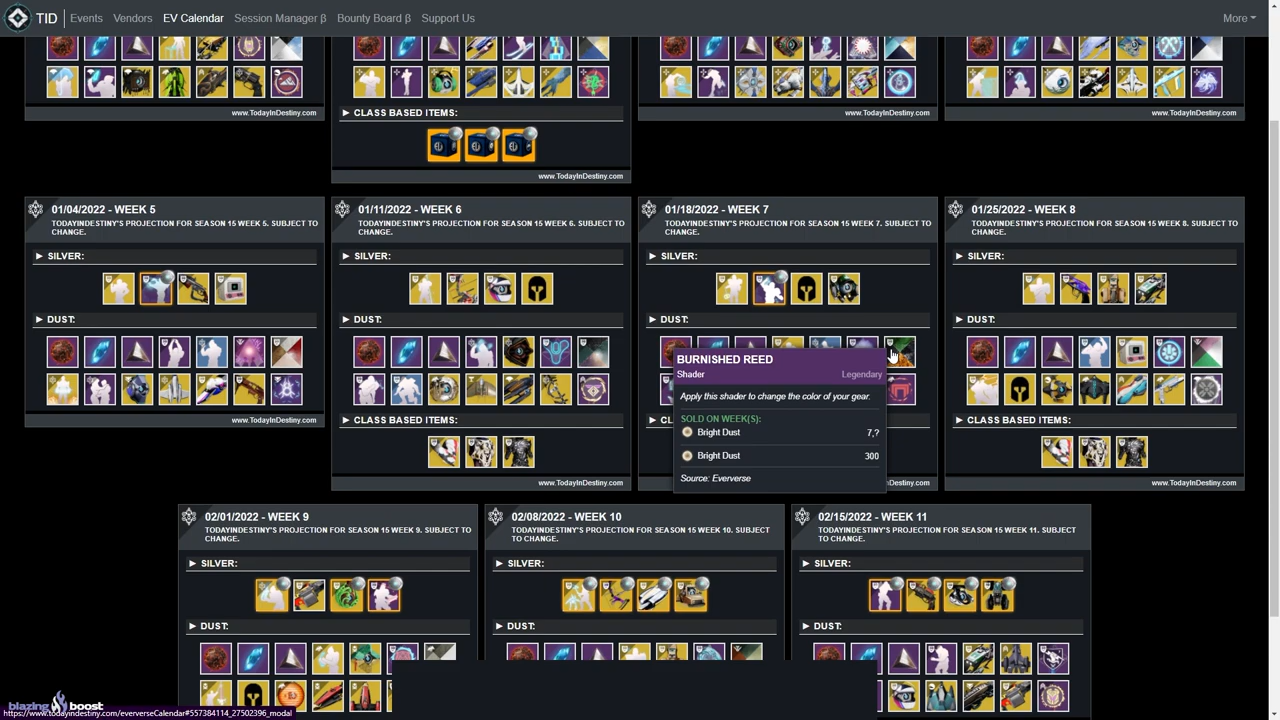 TID
Events
Vendors
EV Calendar
Session Manager β
Bounty Board β
Support Us
More
www.TodayInDestiny.com
CLASS BASED ITEMS:
www.TodayInDestiny.com
www.TodayInDestiny.com
www.TodayInDestiny.com
01/04/2022 - WEEK 5
TODAYINDESTINY'S PROJECTION FOR SEASON 15 WEEK 5. SUBJECT TO
CHANGE.
SILVER:
DUST:
www.TodayInDestiny.com
01/11/2022 - WEEK 6
TODAYINDESTINY'S PROJECTION FOR SEASON 15 WEEK 6. SUBJECT TO
CHANGE.
SILVER:
DUST:
CLASS BASED ITEMS:
www.TodayInDestiny.com
01/18/2022 - WEEK 7
TODAYINDESTINY'S PROJECTION FOR SEASON 15 WEEK 7. SUBJECT TO
CHANGE.
SILVER:
DUST:
BURNISHED REED
Shader
Legendary
Apply this shader to change the color of your gear.
SOLD ON WEEK(S):
Bright Dust 7,?
Bright Dust 300
Source: Eververse
01/25/2022 - WEEK 8
TODAYINDESTINY'S PROJECTION FOR SEASON 15 WEEK 8. SUBJECT TO
CHANGE.
SILVER:
DUST:
CLASS BASED ITEMS:
www.TodayInDestiny.com
02/01/2022 - WEEK 9
TODAYINDESTINY'S PROJECTION FOR SEASON 15 WEEK 9. SUBJECT TO
CHANGE.
SILVER:
DUST:
02/08/2022 - WEEK 10
TODAYINDESTINY'S PROJECTION FOR SEASON 15 WEEK 10. SUBJECT
TO CHANGE.
SILVER:
DUST:
02/15/2022 - WEEK 11
TODAYINDESTINY'S PROJECTION FOR SEASON 15 WEEK 11. SUBJECT
TO CHANGE.
SILVER:
DUST:
blazing boost
https://www.todayindestiny.com/eververseCalendar#557384114_27502396_modal